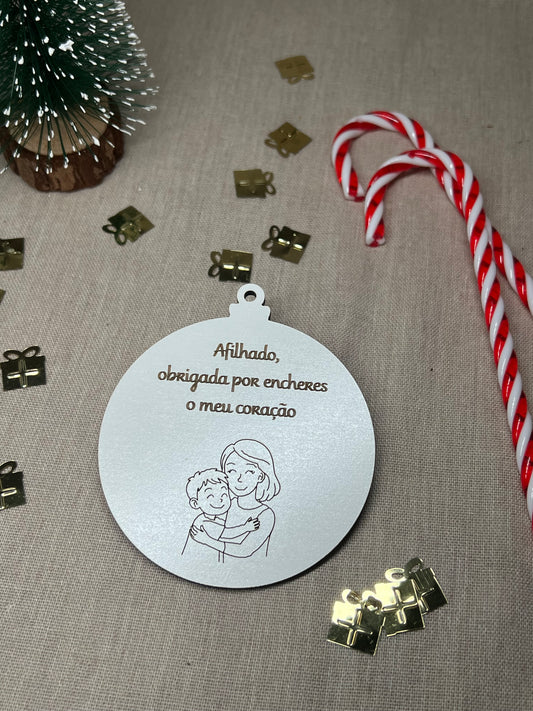 Afilhado,
obrigada por encheres
o meu coração